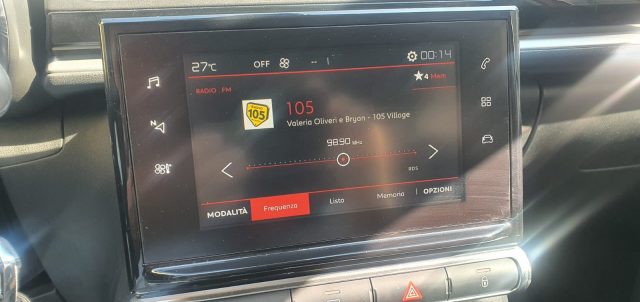 27°C OFF -- 00:14
RADIO FM
4 Mem
105
105
Valeria Oliveri e Bryan - 105 Village
N
98.90 MHz
RDS
MODALITÀ Frequenza Lista Memoria OPZIONI